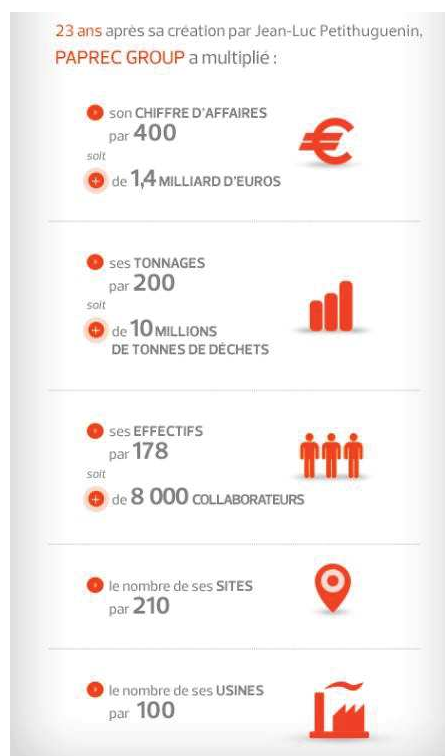 23 ans après sa création par Jean-Luc Petithuguenin,
PAPREC GROUP a multiplié :
son CHIFFRE D'AFFAIRES
par 400
soit
+ de 1,4 MILLIARD D'EUROS
ses TONNAGES
par 200
soit
+ de 10 MILLIONS
DE TONNES DE DÉCHETS
ses EFFECTIFS
par 178
soit
+ de 8 000 COLLABORATEURS
le nombre de ses SITES
par 210
le nombre de ses USINES
par 100